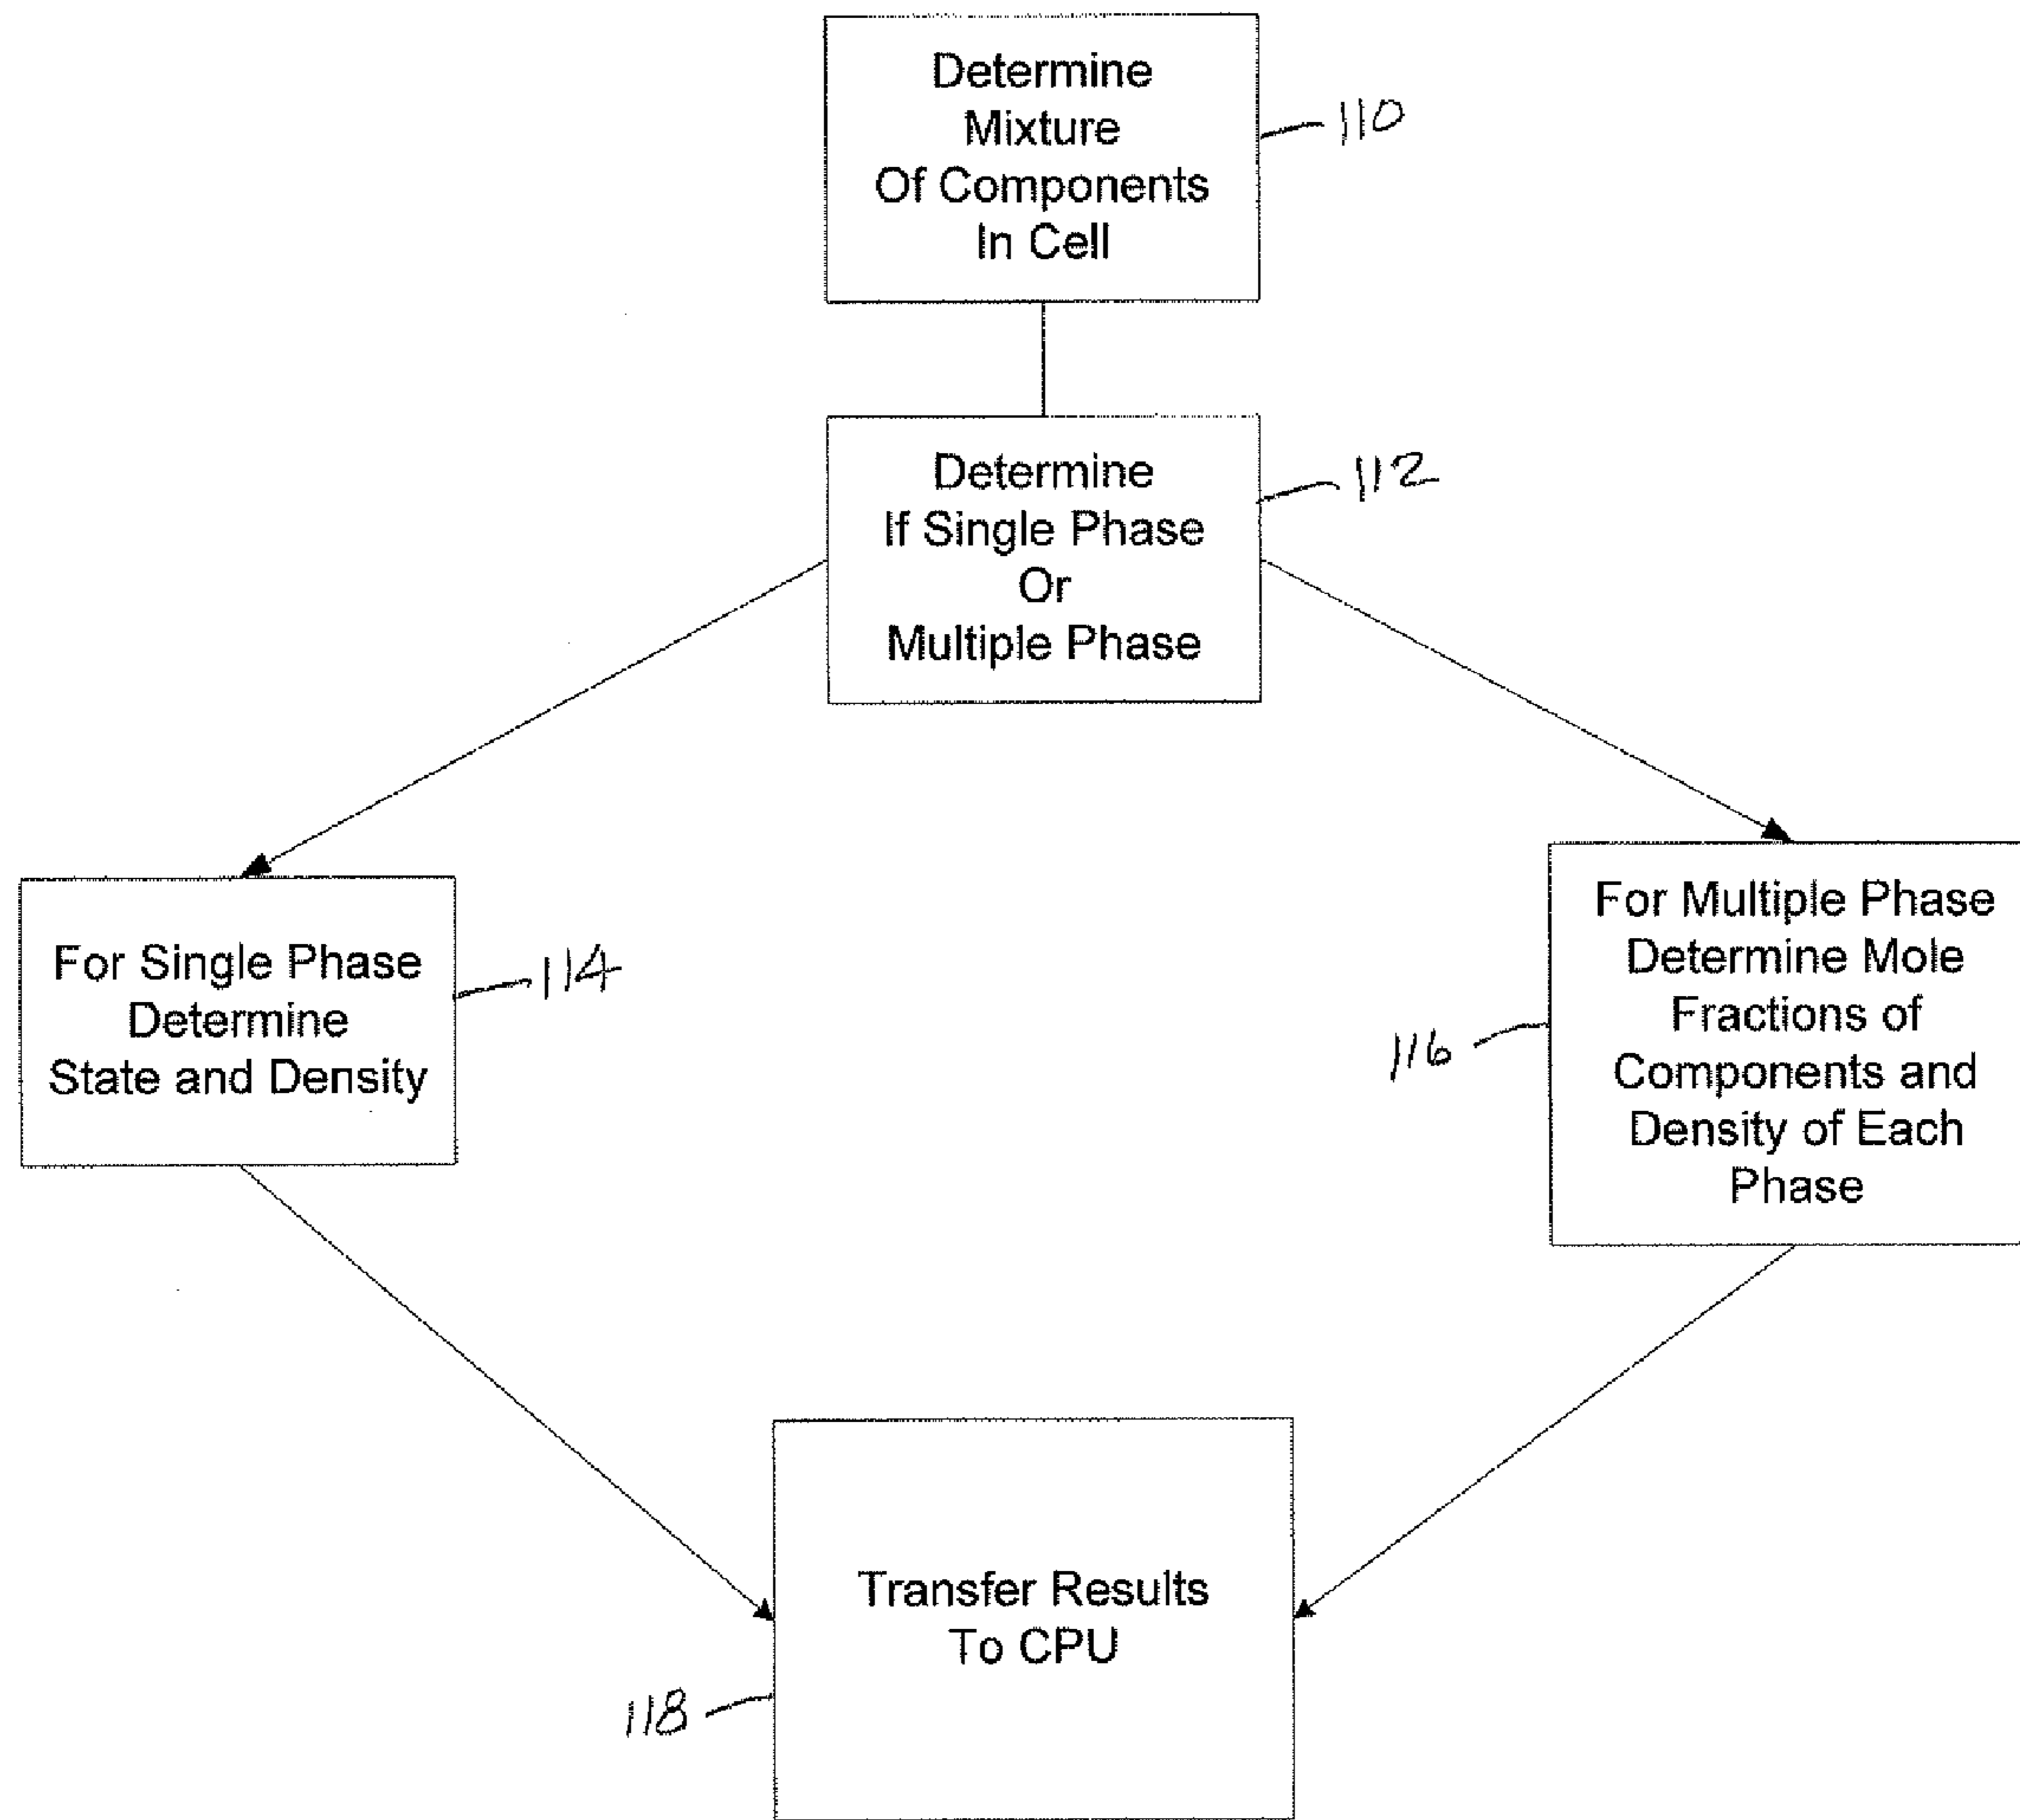 Determine
Mixture
Of Components
In Cell
110
Determine
If Single Phase
Or
Multiple Phase
112
For Single Phase
Determine
State and Density
114
For Multiple Phase
Determine Mole
Fractions of
Components and
Density of Each
Phase
116
Transfer Results
To CPU
118